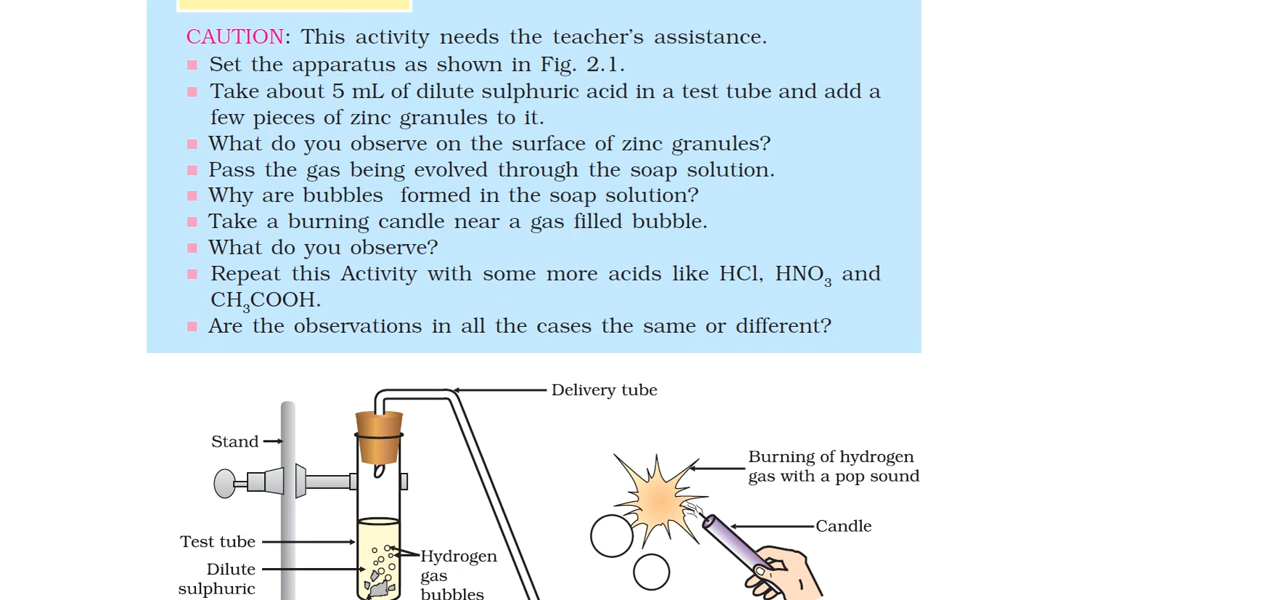 CAUTION: This activity needs the teacher’s assistance.
Set the apparatus as shown in Fig. 2.1.
Take about 5 mL of dilute sulphuric acid in a test tube and add a
few pieces of zinc granules to it.
What do you observe on the surface of zinc granules?
Pass the gas being evolved through the soap solution.
Why are bubbles formed in the soap solution?
Take a burning candle near a gas filled bubble.
What do you observe?
Repeat this Activity with some more acids like HCl, HNO₃ and
CH₃COOH.
Are the observations in all the cases the same or different?
Delivery tube
Stand
Burning of hydrogen
gas with a pop sound
Candle
Test tube
Hydrogen
gas
bubbles
Dilute
sulphuric